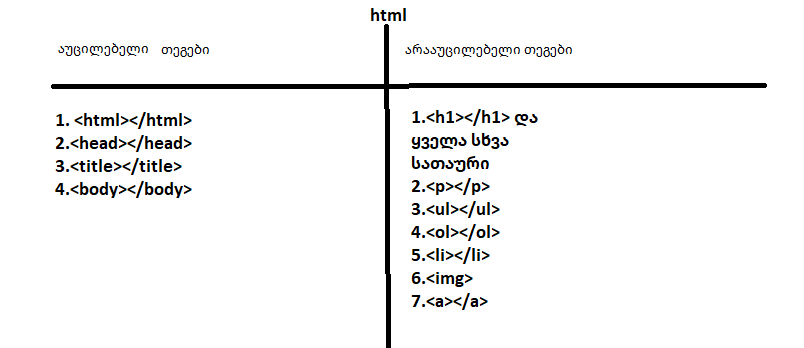 html
აუცილებელი თეგები
არააუცილებელი თეგები
1. <html></html>
2.<head></head>
3.<title></title>
4.<body></body>
1.<h1></h1> და
ყველა სხვა
სათაური
2.<p></p>
3.<ul></ul>
4.<ol></ol>
5.<li></li>
6.<img>
7.<a></a>